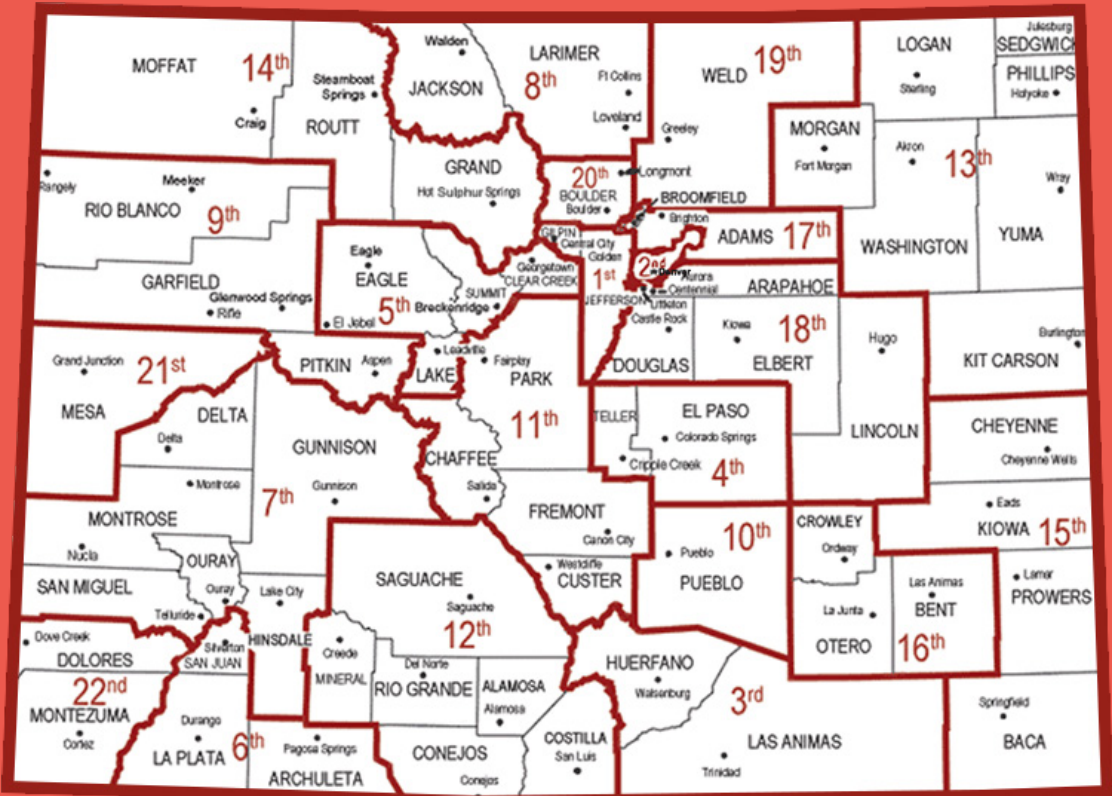 MOFFAT
14th
Craig
Steamboat
Springs
ROUTT
Walden
JACKSON
LARIMER
8th
Ft Collins
Loveland
WELD
19th
Greeley
LOGAN
Sterling
Julesburg
SEDGWICK
PHILLIPS
Holyoke
MORGAN
Fort Morgan
Akron
13th
Wray
WASHINGTON
YUMA
Rangely
Meeker
RIO BLANCO
9th
GARFIELD
Glenwood Springs
Rifle
GRAND
Hot Sulphur Springs
20th
Longmont
BOULDER
Boulder
BROOMFIELD
Brighton
ADAMS
17th
GILPIN
Central City
Golden
Georgetown
CLEAR CREEK
1st
JEFFERSON
2nd
Denver
Aurora
Centennial
Littleton
ARAPAHOE
Eagle
EAGLE
5th
El Jebel
SUMMIT
Breckenridge
Castle Rock
DOUGLAS
Kiowa
18th
ELBERT
Hugo
LINCOLN
Burlington
KIT CARSON
Grand Junction
21st
MESA
PITKIN
Aspen
Leadville
LAKE
Fairplay
PARK
11th
DELTA
Delta
GUNNISON
Gunnison
7th
CHAFFEE
Salida
TELLER
Cripple Creek
EL PASO
Colorado Springs
4th
CHEYENNE
Cheyenne Wells
Montrose
MONTROSE
Nucla
FREMONT
Canon City
Westcliffe
CUSTER
Pueblo
10th
PUEBLO
CROWLEY
Ordway
Eads
KIOWA
15th
OURAY
Ouray
SAN MIGUEL
Telluride
Lake City
HINSDALE
SAGUACHE
Saguache
12th
La Junta
OTERO
Las Animas
BENT
16th
Lamar
PROWERS
Dove Creek
DOLORES
22nd
MONTEZUMA
Cortez
Silverton
SAN JUAN
Durango
LA PLATA
6th
Pagosa Springs
ARCHULETA
Creede
MINERAL
Del Norte
RIO GRANDE
ALAMOSA
Alamosa
CONEJOS
Conejos
COSTILLA
San Luis
HUERFANO
Walsenburg
3rd
LAS ANIMAS
Trinidad
Springfield
BACA